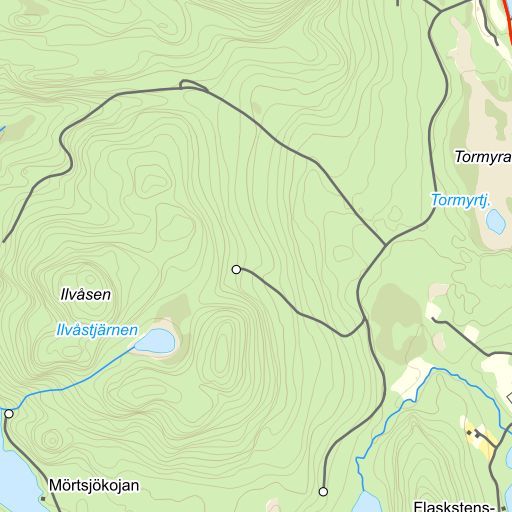 Tormyra
Tormyrtj.
Ilvåsen
Ilvåstjärnen
Mörtsjökojan
Flaskstens-